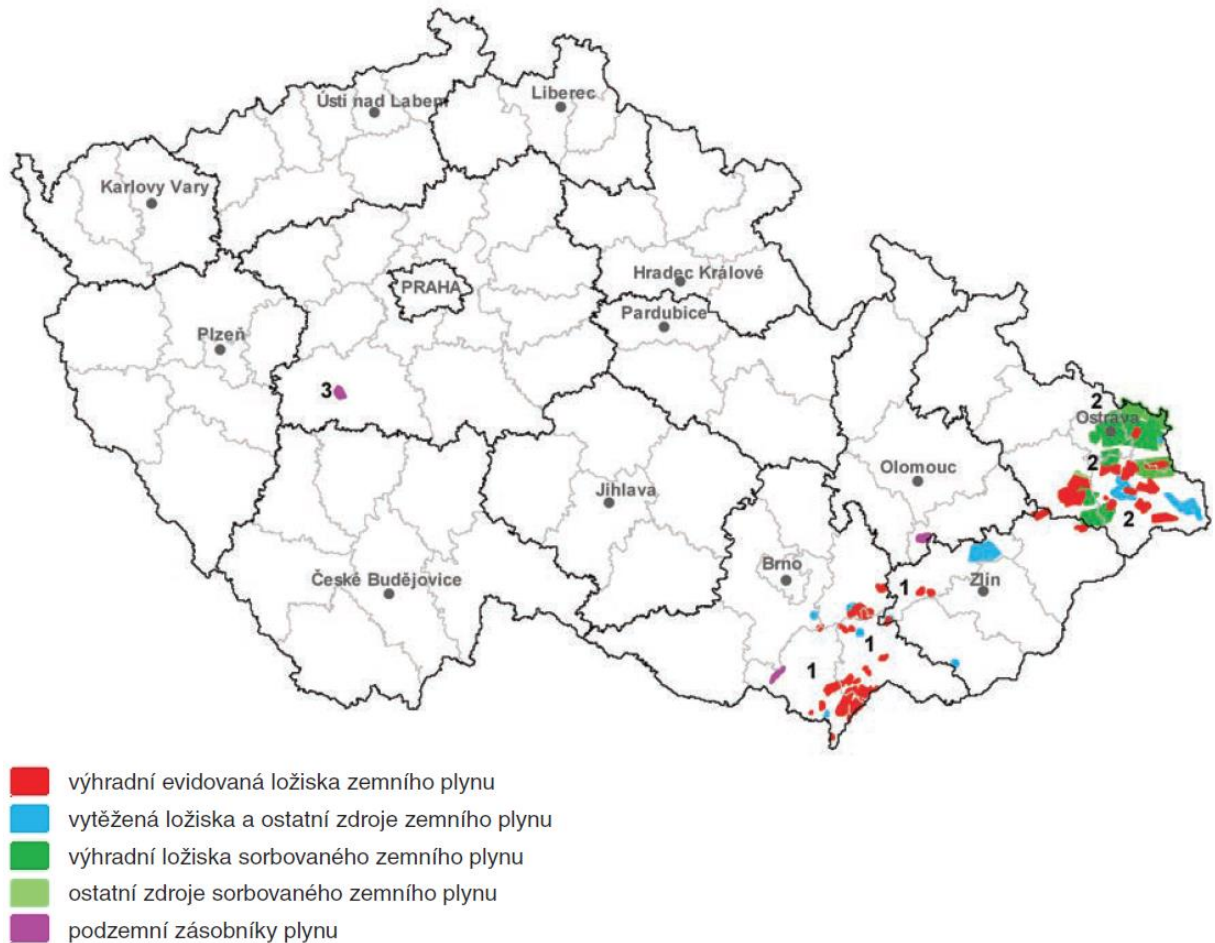 Ústí nad Labem
Liberec
Karlovy Vary
Hradec Králové
PRAHA
Pardubice
Plzeň
3
2
Ostrava
2
Olomouc
Jihlava
2
Brno
České Budějovice
1
Zlín
1
1
výhradní evidovaná ložiska zemního plynu
vytěžená ložiska a ostatní zdroje zemního plynu
výhradní ložiska sorbovaného zemního plynu
ostatní zdroje sorbovaného zemního plynu
podzemní zásobníky plynu